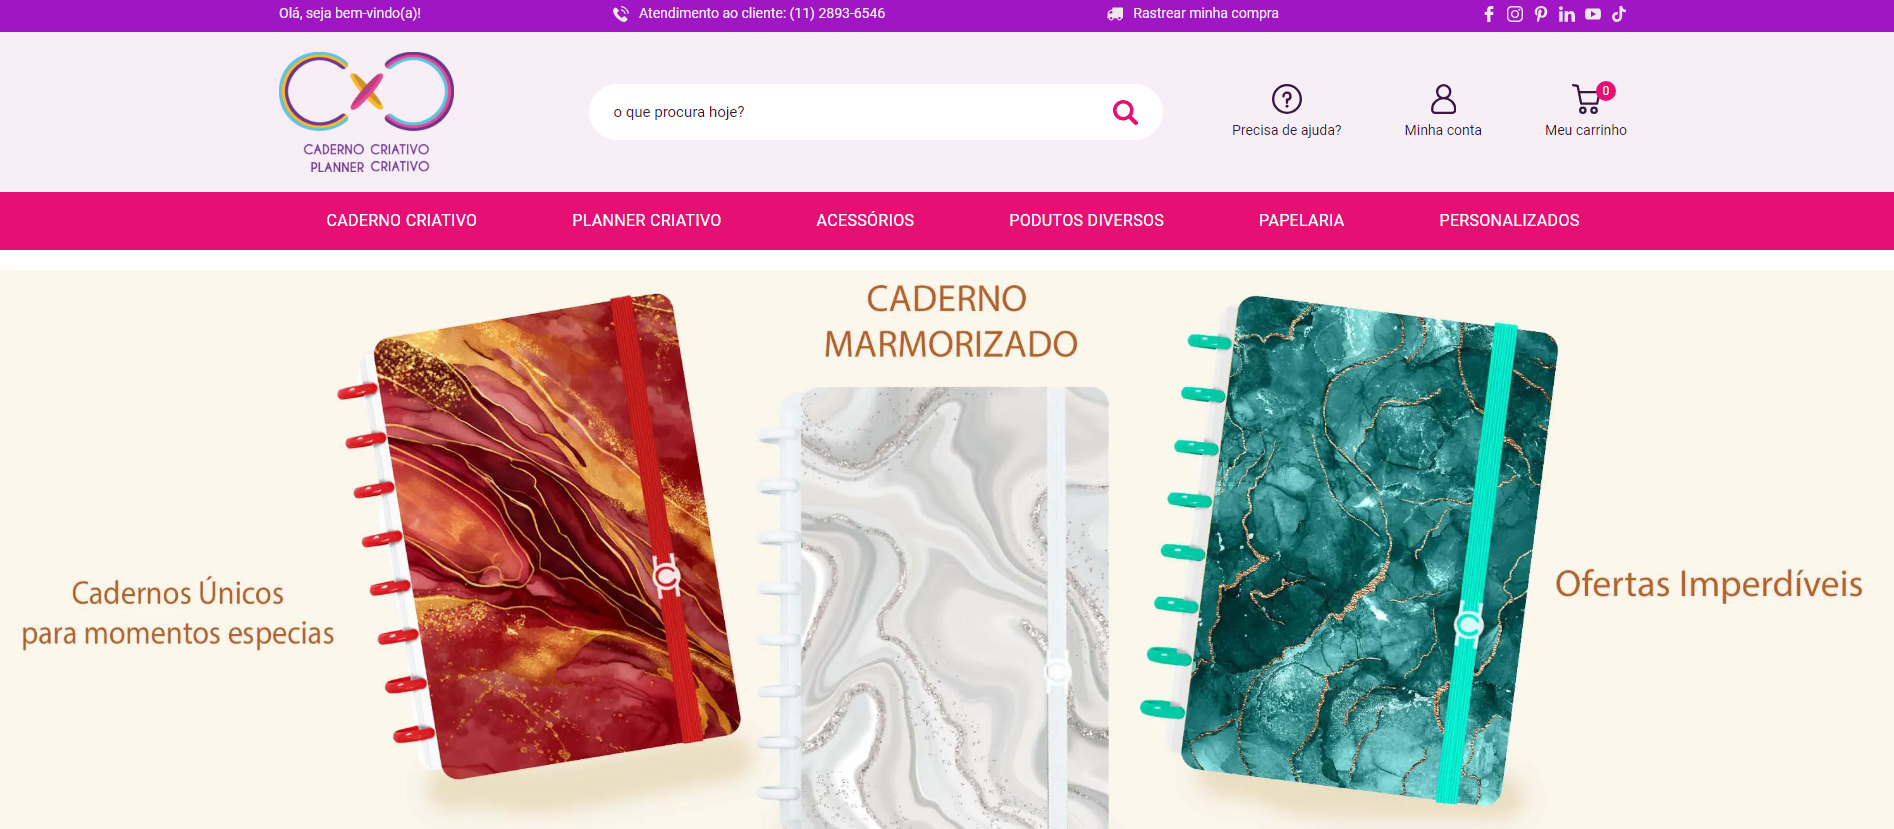 Olá, seja bem-vindo(a)!
Atendimento ao cliente: (11) 2893-6546
Rastrear minha compra
CADERNO CRIATIVO
PLANNER CRIATIVO
o que procura hoje?
Precisa de ajuda?
Minha conta
0
Meu carrinho
CADERNO CRIATIVO
PLANNER CRIATIVO
ACESSÓRIOS
PODUTOS DIVERSOS
PAPELARIA
PERSONALIZADOS
CADERNO
MARMORIZADO
Cadernos Únicos
para momentos especias
Ofertas Imperdíveis